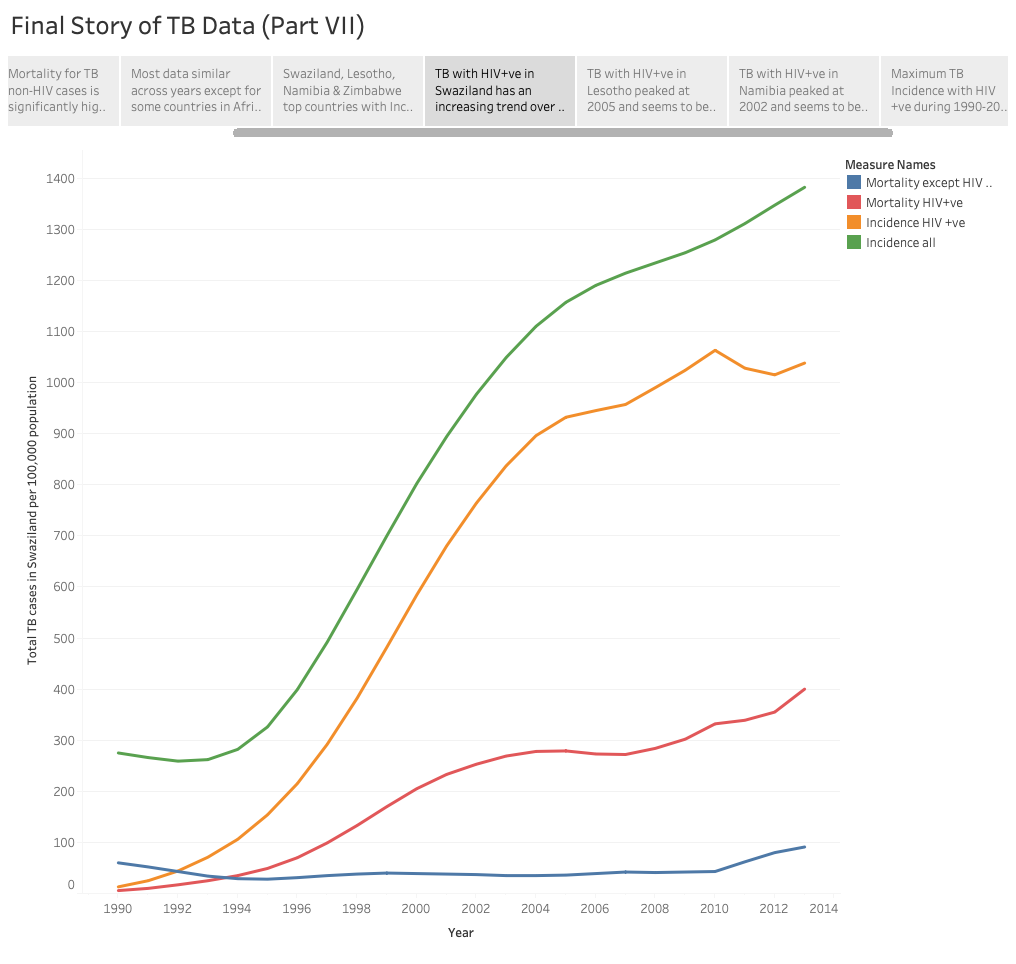 Final Story of TB Data (Part VII)
Mortality for TB
non-HIV cases is
significantly hig..
Most data similar
across years except for
some countries in Afri..
Swaziland, Lesotho,
Namibia & Zimbabwe
top countries with Inc..
TB with HIV+ve in
Swaziland has an
increasing trend over ..
TB with HIV+ve in
Lesotho peaked at
2005 and seems to be..
TB with HIV+ve in
Namibia peaked at
2002 and seems to be..
Maximum TB
Incidence with HIV
+ve during 1990-20..
Measure Names
Mortality except HIV ..
Mortality HIV+ve
Incidence HIV +ve
Incidence all
1400
1300
1200
1100
1000
900
800
700
600
500
400
300
200
100
0
Total TB cases in Swaziland per 100,000 population
1990 1992 1994 1996 1998 2000 2002 2004 2006 2008 2010 2012 2014
Year